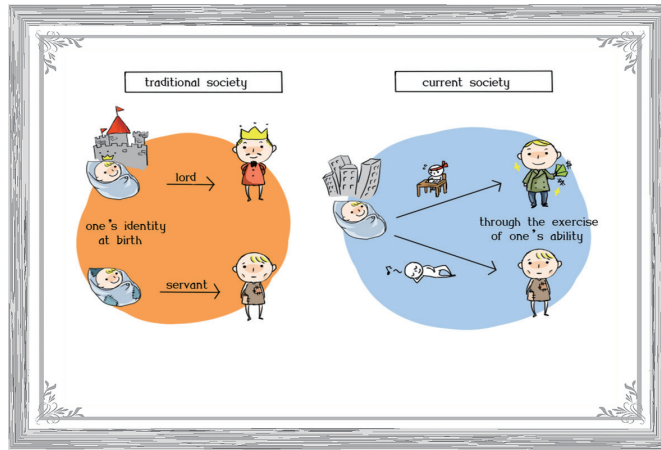 traditional society
current society
lord
one's identity
at birth
servant
through the exercise
of one's ability